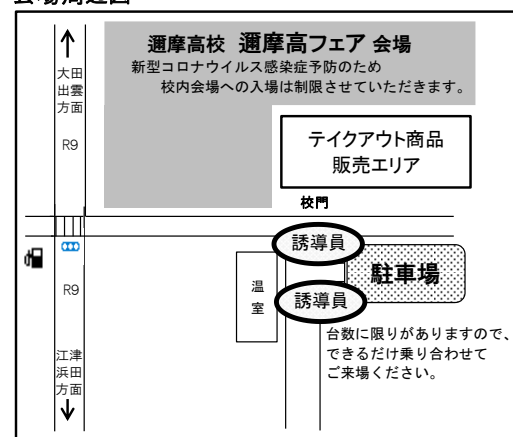 邇摩高校 邇摩高フェア 会場
新型コロナウイルス感染症予防のため
校内会場への入場は制限させていただきます。
大田
出雲
方面
R9
テイクアウト商品
販売エリア
校門
誘導員
駐車場
温室
誘導員
R9
台数に限りがありますので、
できるだけ乗り合わせて
ご来場ください。
江津
浜田
方面